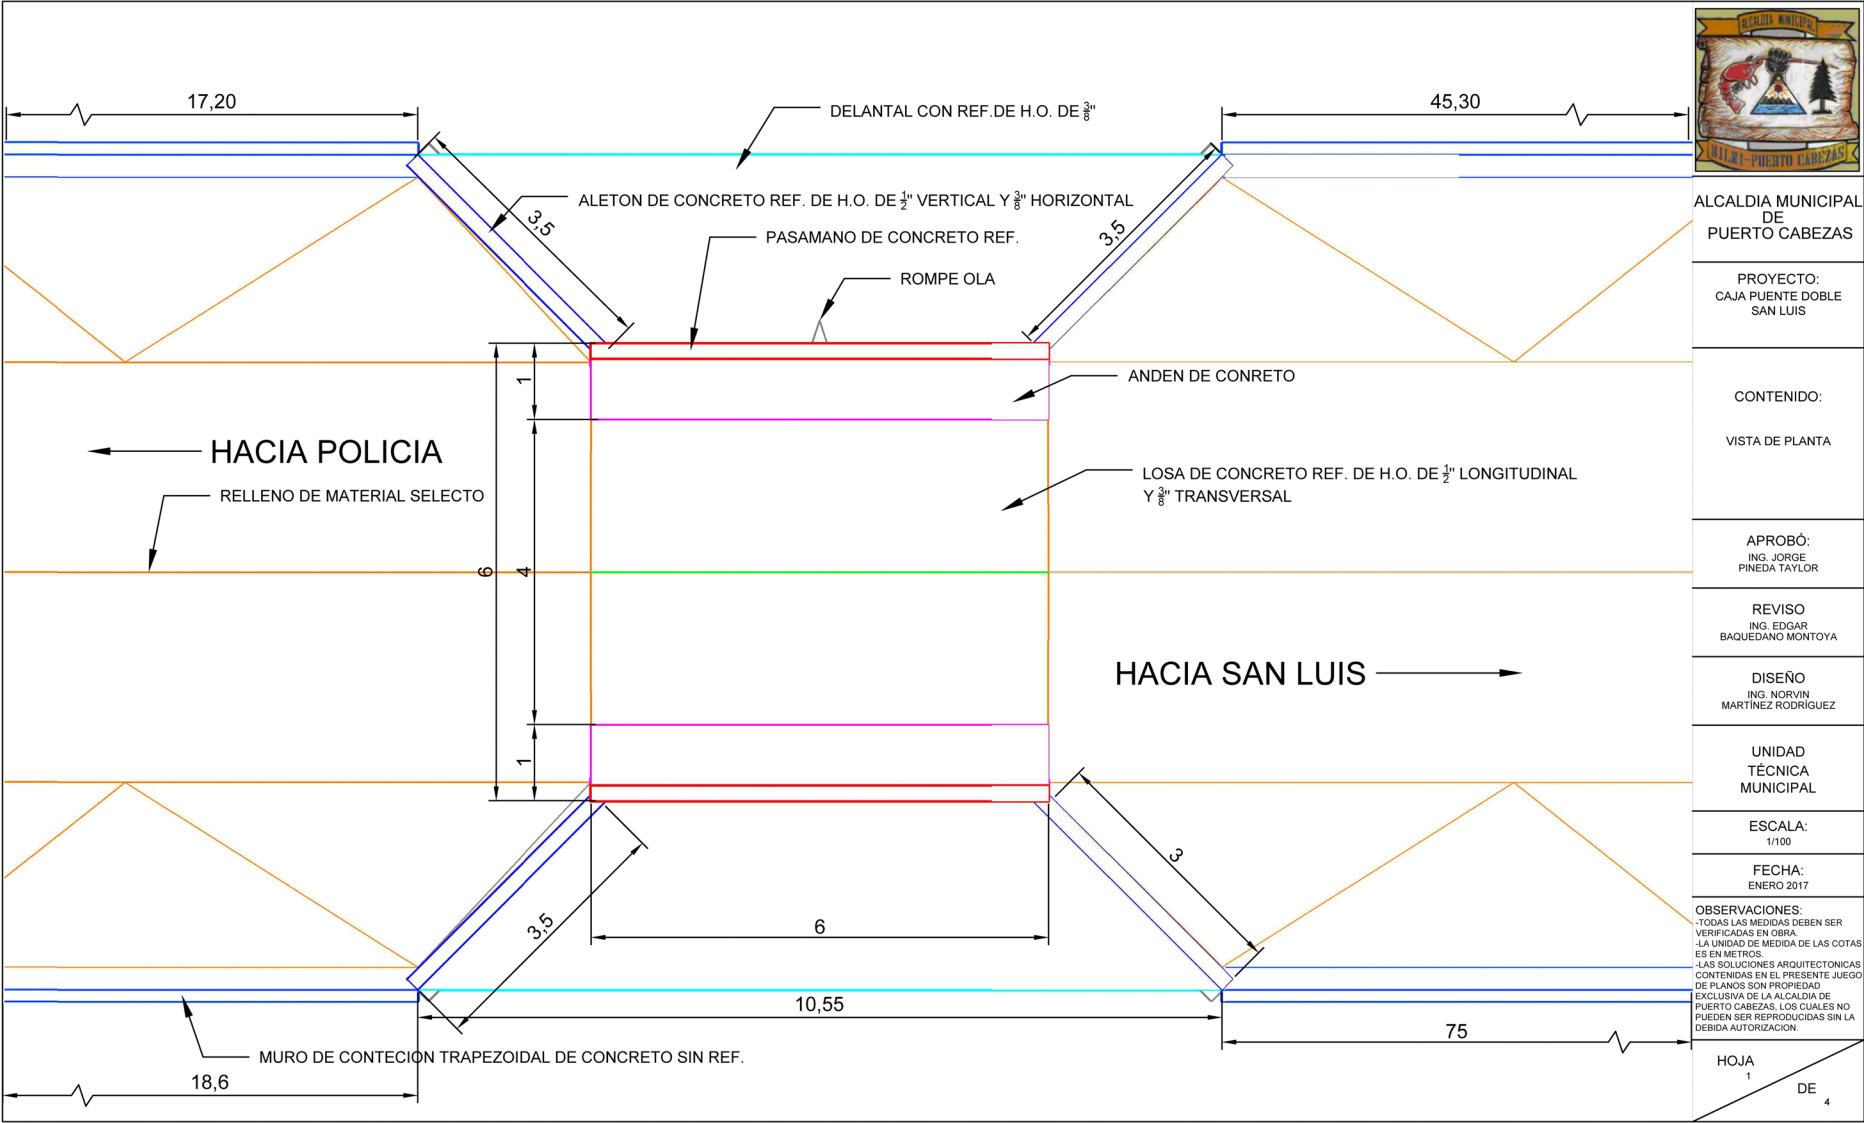 17,20
DELANTAL CON REF.DE H.O. DE 3/8"
45,30
ALETON DE CONCRETO REF. DE H.O. DE 1/2" VERTICAL Y 3/8" HORIZONTAL
3,5
3,5
PASAMANO DE CONCRETO REF.
ROMPE OLA
1
ANDEN DE CONRETO
HACIA POLICIA
LOSA DE CONCRETO REF. DE H.O. DE 1/2" LONGITUDINAL
Y 3/8" TRANSVERSAL
RELLENO DE MATERIAL SELECTO
6
4
HACIA SAN LUIS
1
3
3,5
6
10,55
75
MURO DE CONTECION TRAPEZOIDAL DE CONCRETO SIN REF.
18,6
ALCALDIA MUNICIPAL
BILWI-PUERTO CABEZAS
ALCALDIA MUNICIPAL
DE
PUERTO CABEZAS
PROYECTO:
CAJA PUENTE DOBLE
SAN LUIS
CONTENIDO:
VISTA DE PLANTA
APROBÓ:
ING. JORGE
PINEDA TAYLOR
REVISO
ING. EDGAR
BAQUEDANO MONTOYA
DISEÑO
ING. NORVIN
MARTÍNEZ RODRÍGUEZ
UNIDAD
TÉCNICA
MUNICIPAL
ESCALA:
1/100
FECHA:
ENERO 2017
OBSERVACIONES:
-TODAS LAS MEDIDAS DEBEN SER
VERIFICADAS EN OBRA.
-LA UNIDAD DE MEDIDA DE LAS COTAS
ES EN METROS.
-LAS SOLUCIONES ARQUITECTONICAS
CONTENIDAS EN EL PRESENTE JUEGO
DE PLANOS SON PROPIEDAD
EXCLUSIVA DE LA ALCALDIA DE
PUERTO CABEZAS, LOS CUALES NO
PUEDEN SER REPRODUCIDAS SIN LA
DEBIDA AUTORIZACION.
HOJA
1
DE
4